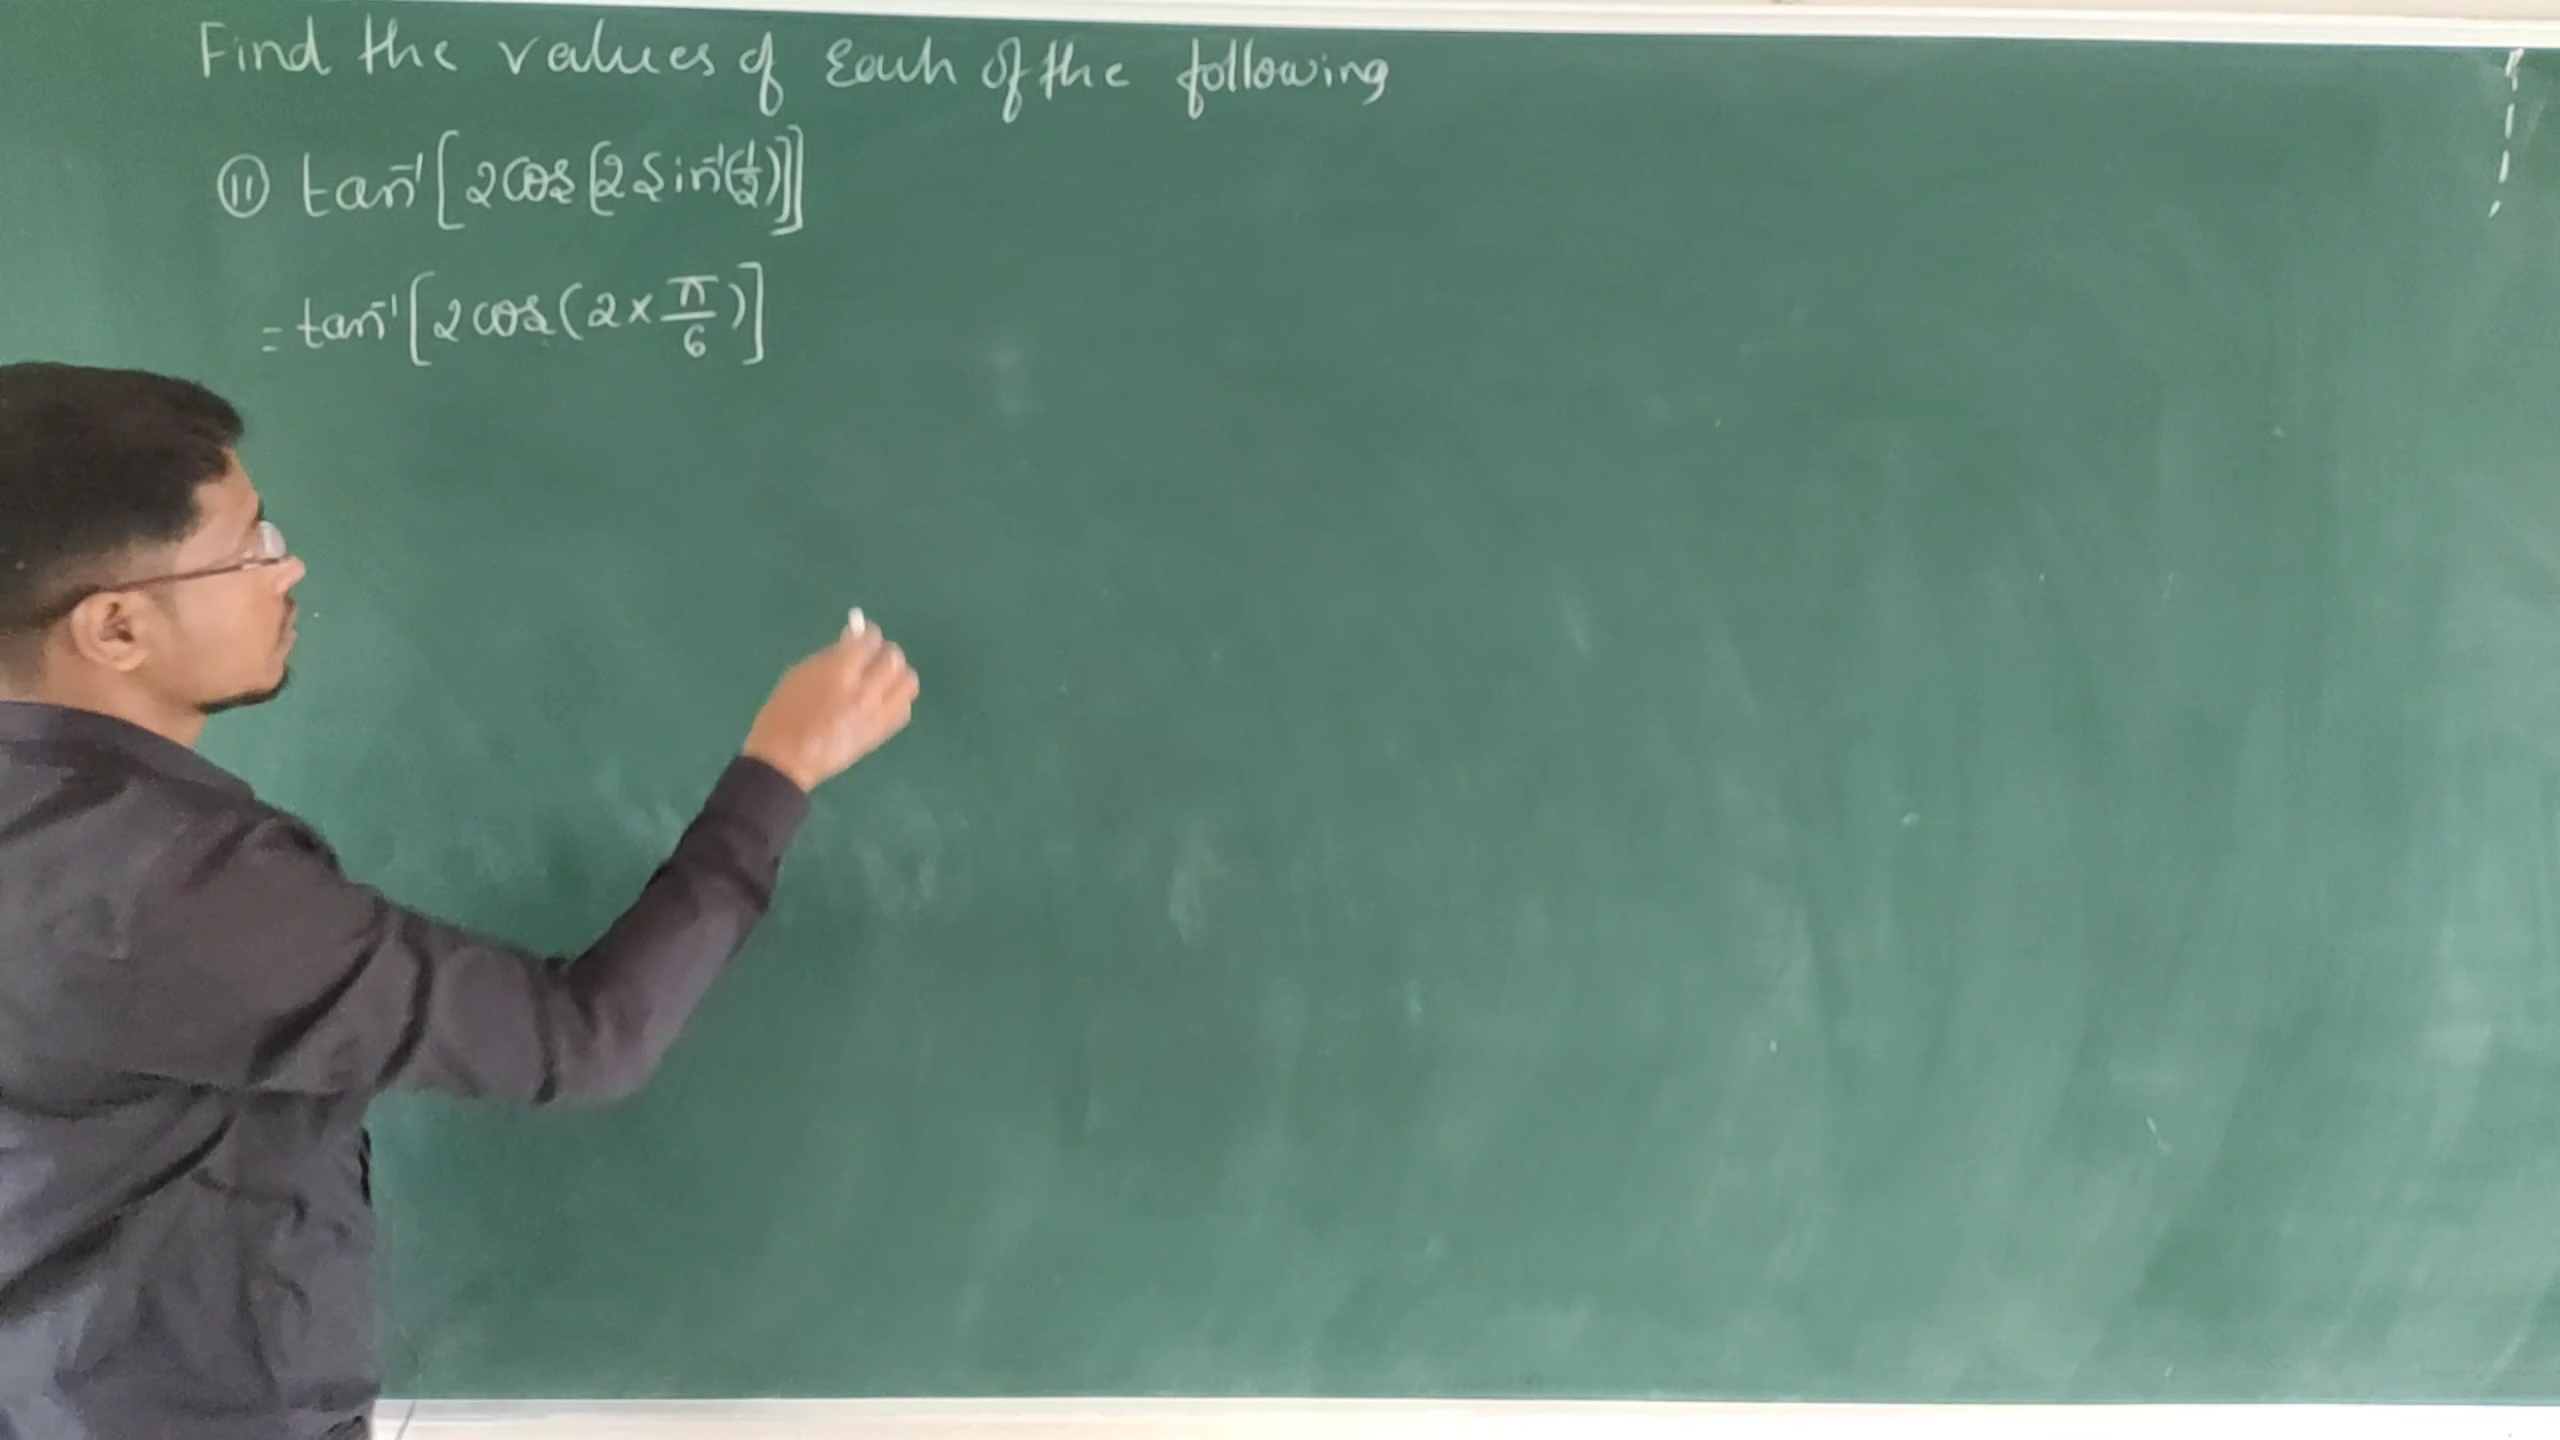 Find the values of Each of the following
⑪ tan⁻¹[2cos[2Sin⁻¹(1/2)]]
= tan⁻¹[2cos(2×π/6)]